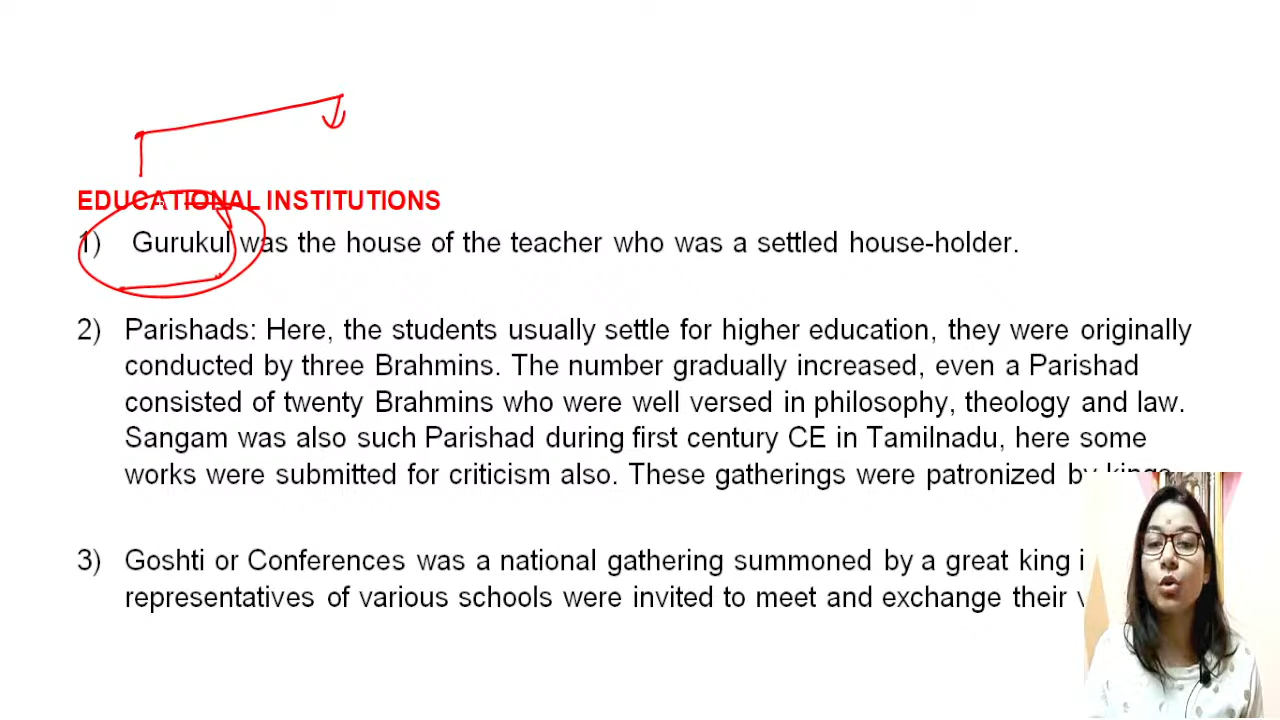 EDUCATIONAL INSTITUTIONS
1) Gurukul was the house of the teacher who was a settled house-holder.
2) Parishads: Here, the students usually settle for higher education, they were originally
conducted by three Brahmins. The number gradually increased, even a Parishad
consisted of twenty Brahmins who were well versed in philosophy, theology and law.
Sangam was also such Parishad during first century CE in Tamilnadu, here some
works were submitted for criticism also. These gatherings were patronized by kings
3) Goshti or Conferences was a national gathering summoned by a great king
representatives of various schools were invited to meet and exchange their